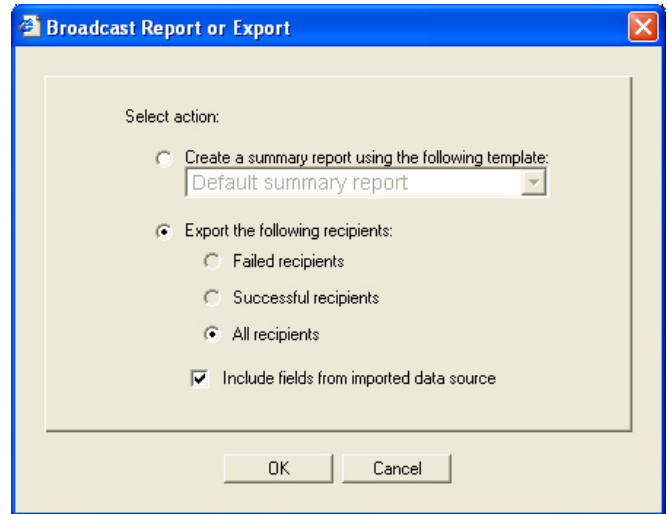 Broadcast Report or Export
Select action:
Create a summary report using the following template:
Default summary report
Export the following recipients:
Failed recipients
Successful recipients
All recipients
Include fields from imported data source
OK
Cancel